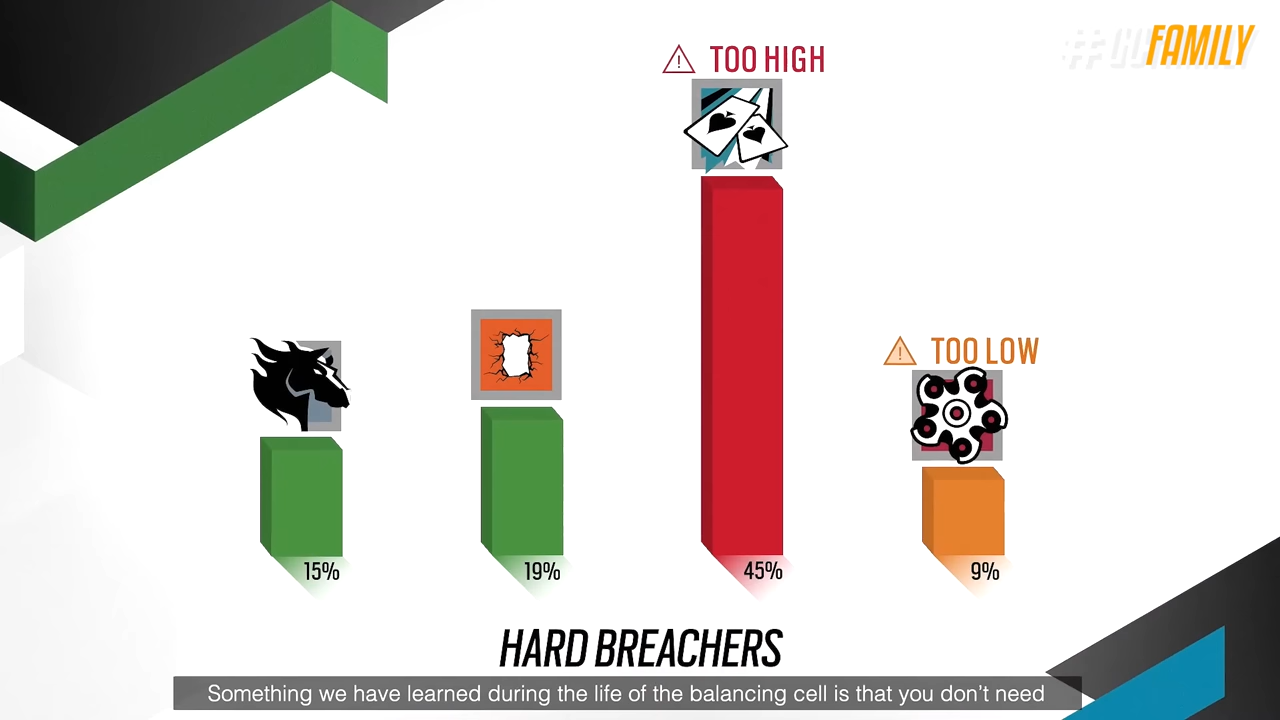 #GOFAMILY
TOO HIGH
TOO LOW
15%
19%
45%
9%
HARD BREACHERS
Something we have learned during the life of the balancing cell is that you don't need